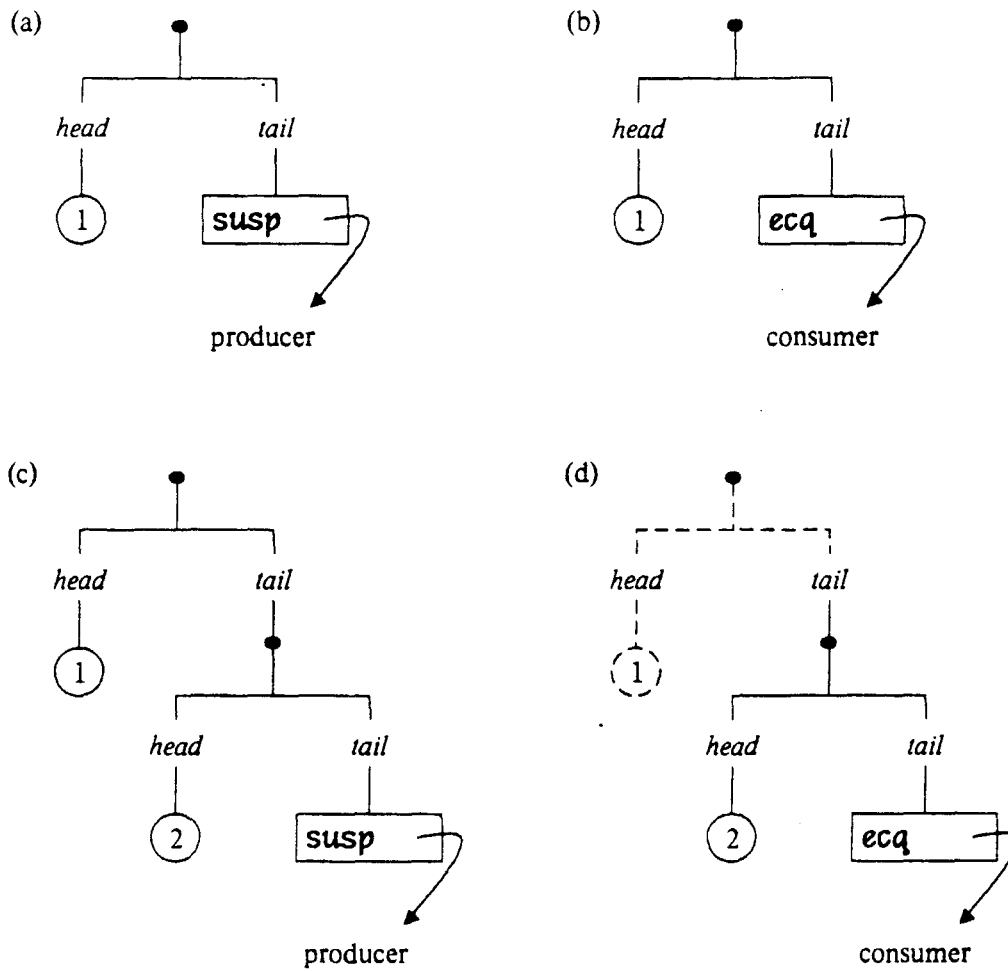 (a) (b)
head tail head tail
1 susp 1 ecq
producer consumer
(c) (d)
head tail head tail
1 1
head tail head tail
2 susp 2 ecq
producer consumer